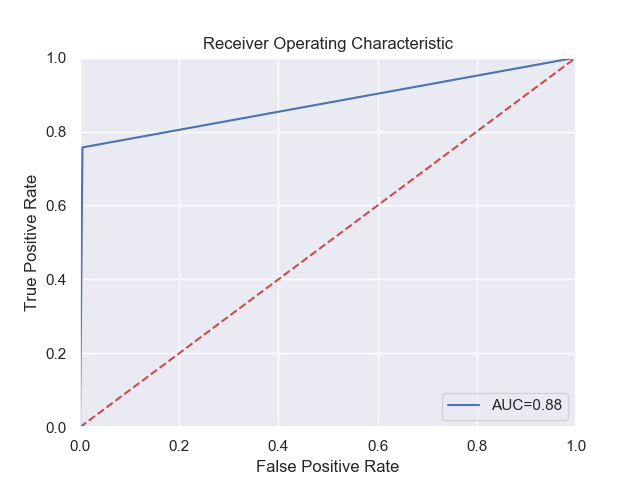 Receiver Operating Characteristic
1.0
0.8
0.6
0.4
0.2
0.0
True Positive Rate
AUC=0.88
0.0 0.2 0.4 0.6 0.8 1.0
False Positive Rate